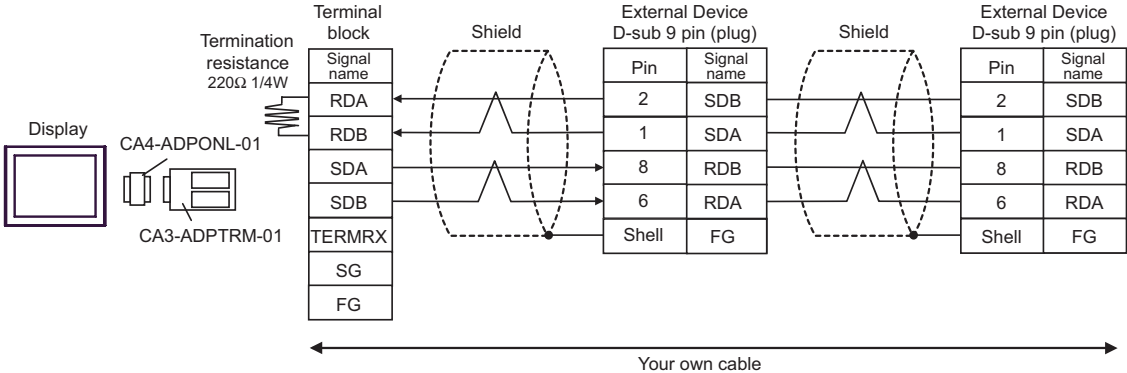 Terminal
block
External Device
D-sub 9 pin (plug)
External Device
D-sub 9 pin (plug)
Termination
resistance
220Ω 1/4W
Shield
Shield
Signal
name
Pin
Signal
name
Pin
Signal
name
RDA
2
SDB
2
SDB
RDB
1
SDA
1
SDA
SDA
8
RDB
8
RDB
SDB
6
RDA
6
RDA
TERMRX
Shell
FG
Shell
FG
SG
FG
Display
CA4-ADPONL-01
CA3-ADPTRM-01
Your own cable